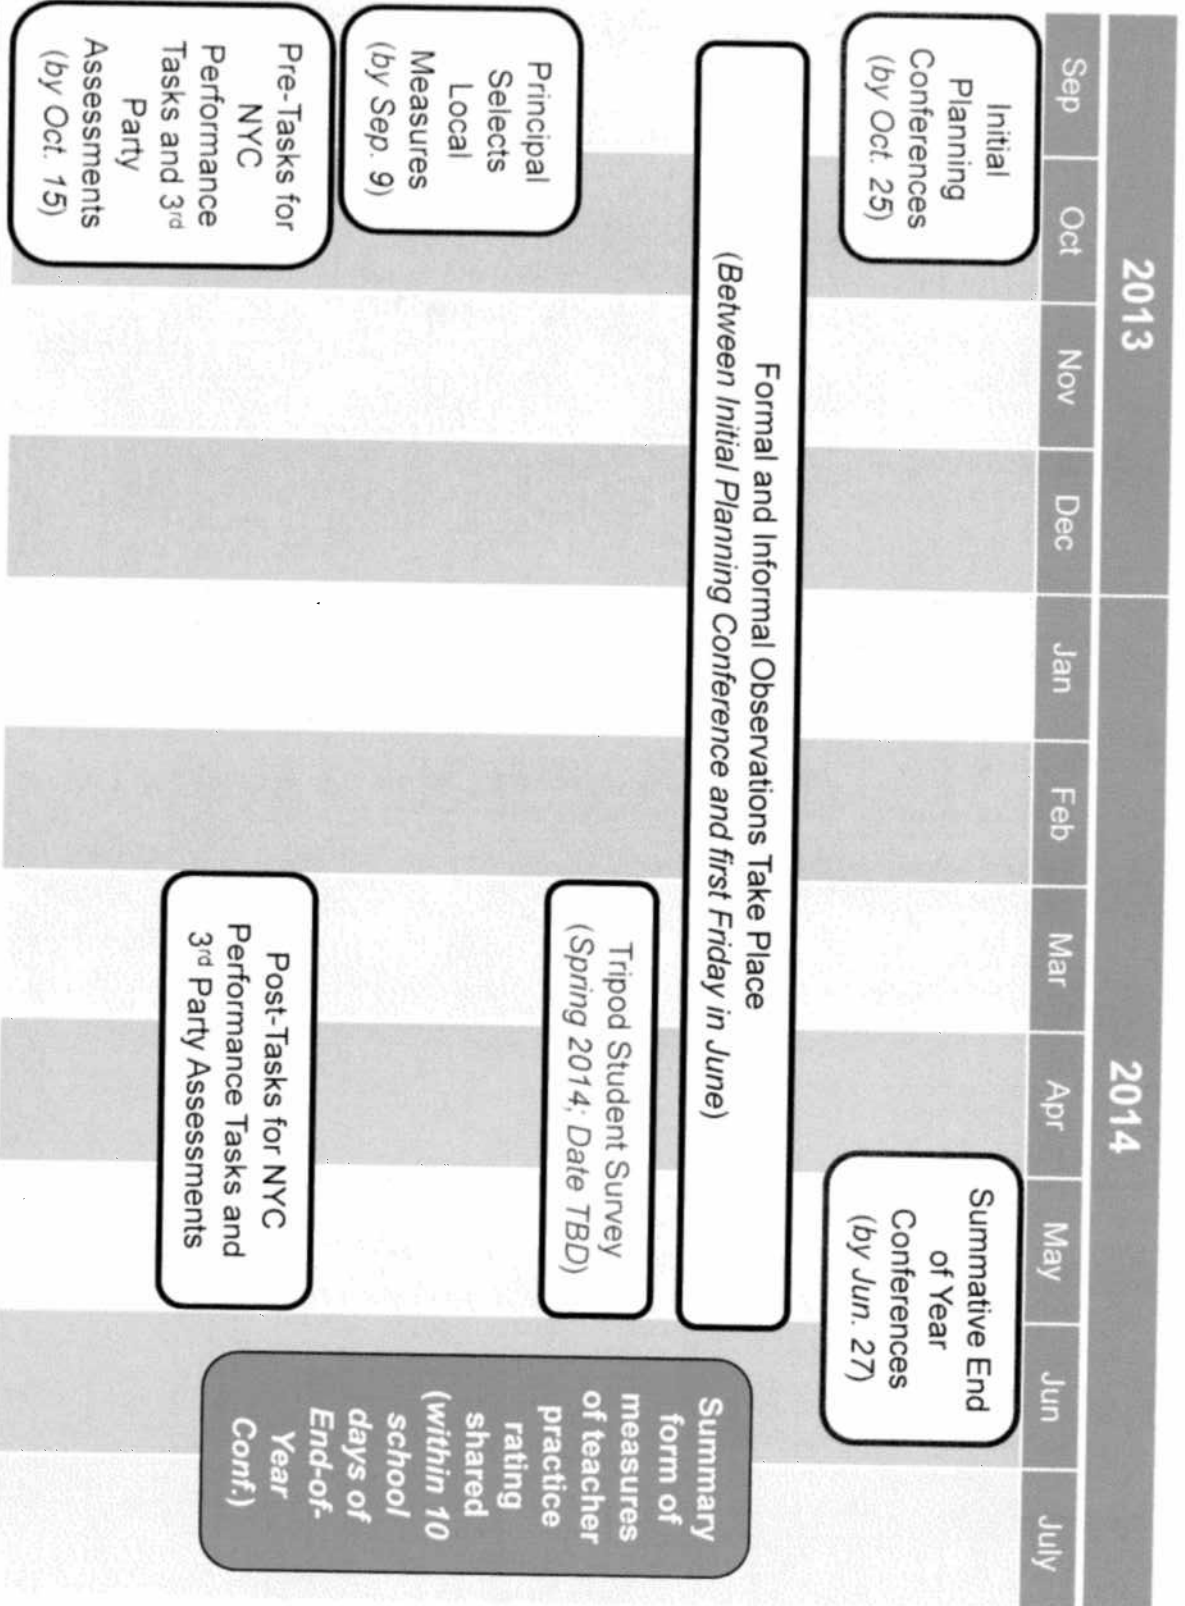 2013
2014
Sep
Oct
Nov
Dec
Jan
Feb
Mar
Apr
May
Jun
July
Initial
Planning
Conferences
(by Oct. 25)
Summative End
of Year
Conferences
(by Jun. 27)
Formal and Informal Observations Take Place
(Between Initial Planning Conference and first Friday in June)
Principal
Selects
Local
Measures
(by Sep. 9)
Tripod Student Survey
(Spring 2014; Date TBD)
Summary
form of
measures
of teacher
practice
rating
shared
(within 10
school
days of
End-of-
Year
Conf.)
Pre-Tasks for
NYC
Performance
Tasks and 3rd
Party
Assessments
(by Oct. 15)
Post-Tasks for NYC
Performance Tasks and
3rd Party Assessments